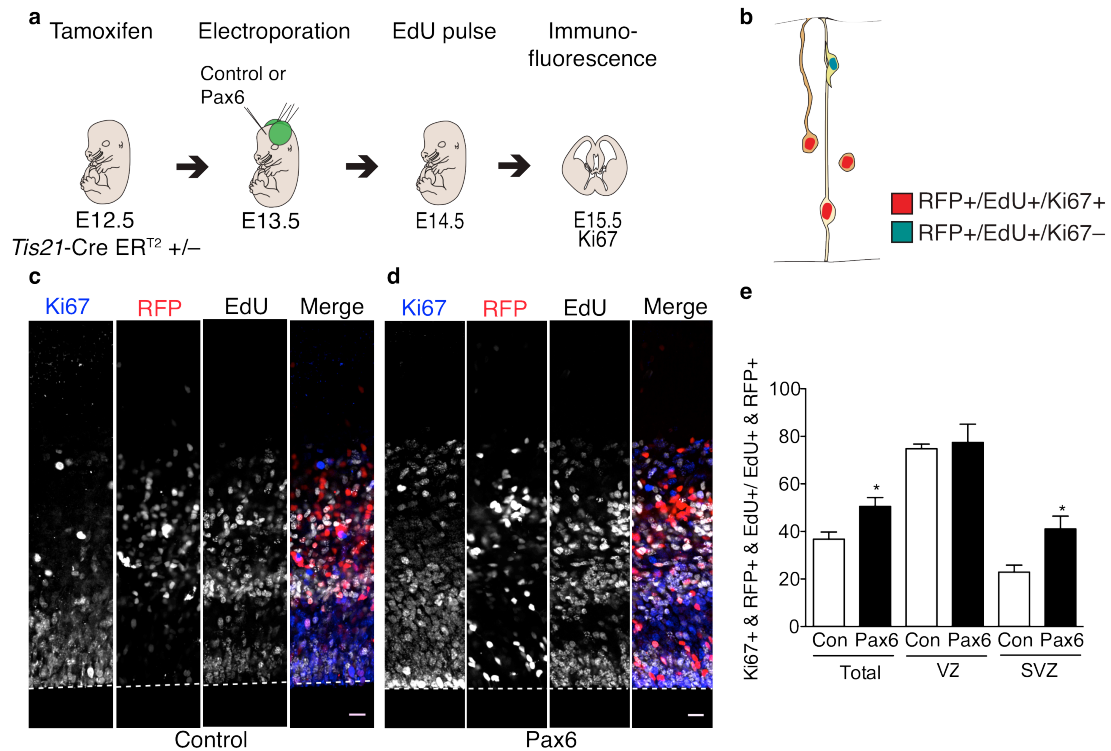 a
Tamoxifen
Electroporation
EdU pulse
Immuno-
fluorescence
Control or
Pax6
E12.5
E13.5
E14.5
E15.5
Ki67
Tis21-Cre ERT2 +/–
b
RFP+/EdU+/Ki67+
RFP+/EdU+/Ki67–
c
Ki67
RFP
EdU
Merge
Control
d
Ki67
RFP
EdU
Merge
Pax6
e
Ki67+ & RFP+ & EdU+/ EdU+ & RFP+
100
80
60
40
20
0
*
*
Con Pax6 Con Pax6 Con Pax6
Total VZ SVZ